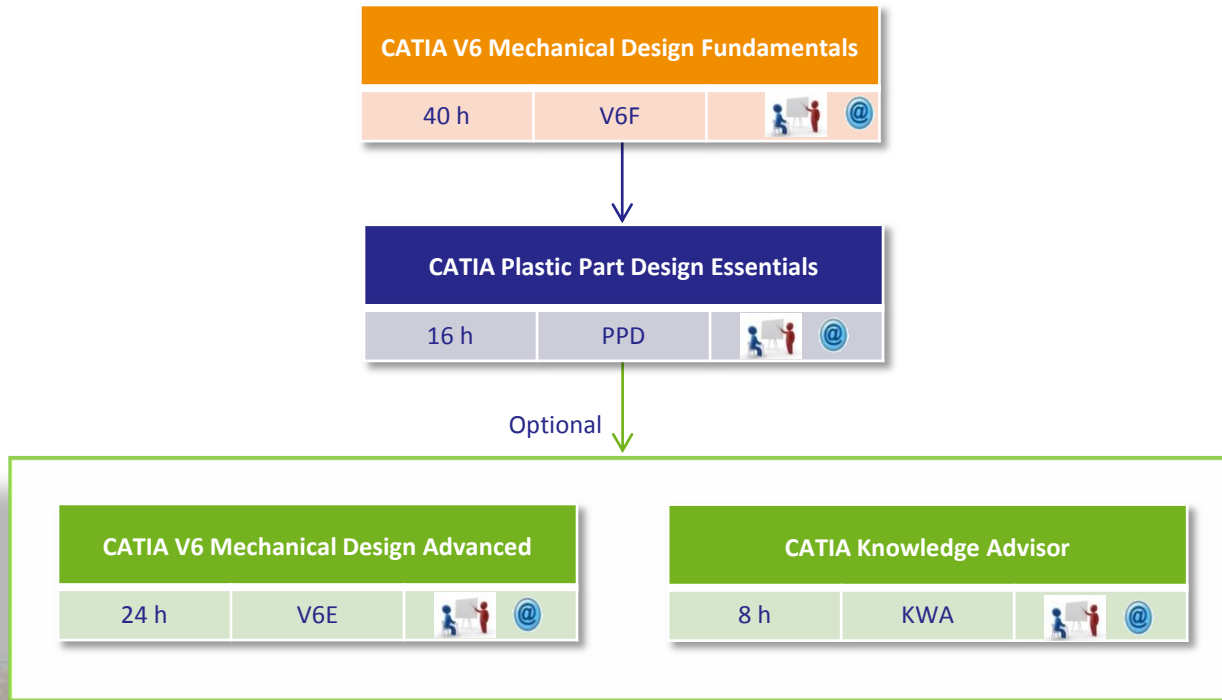 CATIA V6 Mechanical Design Fundamentals
40 h V6F @
CATIA Plastic Part Design Essentials
16 h PPD @
Optional
CATIA V6 Mechanical Design Advanced
24 h V6E @
CATIA Knowledge Advisor
8 h KWA @